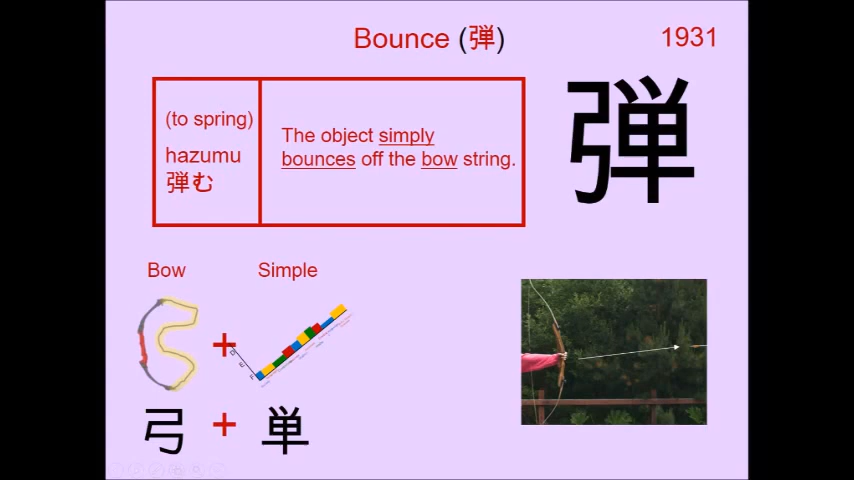 Bounce (弾)
1931
(to spring)
hazumu
弾む
The object simply
bounces off the bow string.
弾
Bow
Simple
+
弓 + 単